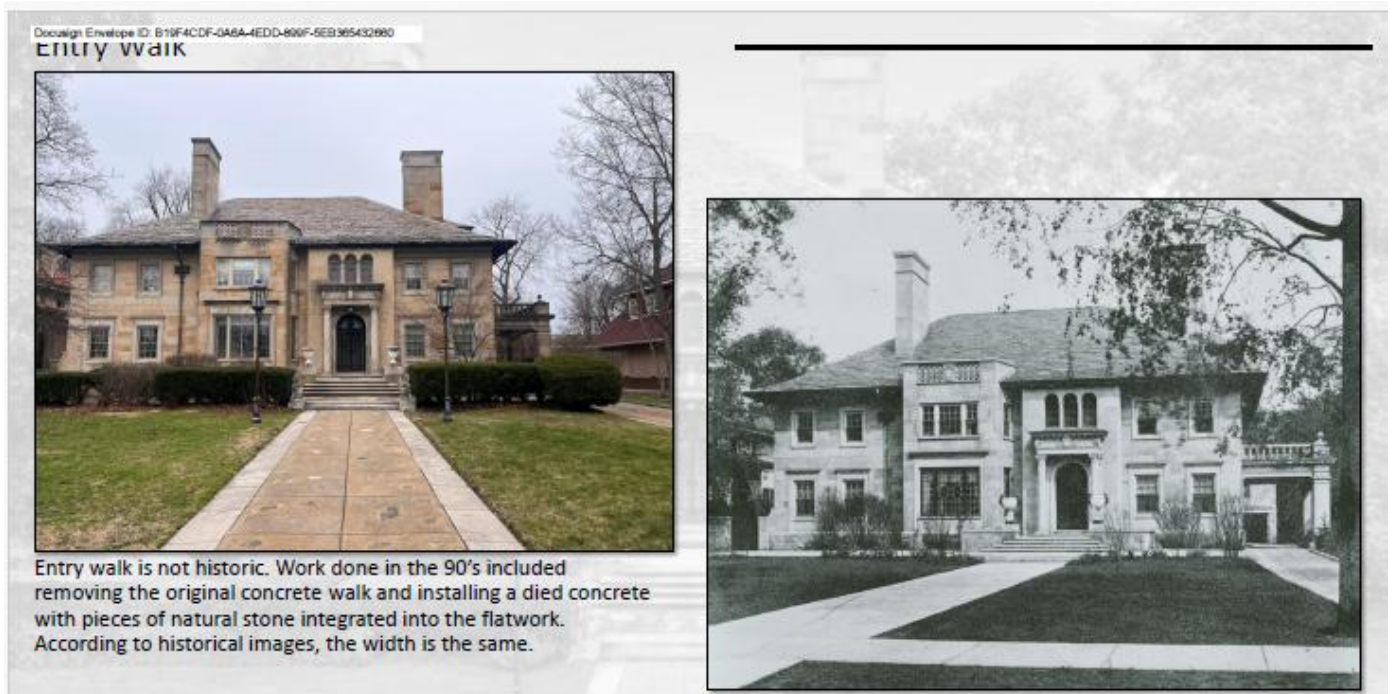 Docusign Envelope ID: B19F4CDF-0A6A-4EDD-899F-5EB365432660
Entry Walk
Entry walk is not historic. Work done in the 90's included
removing the original concrete walk and installing a died concrete
with pieces of natural stone integrated into the flatwork.
According to historical images, the width is the same.